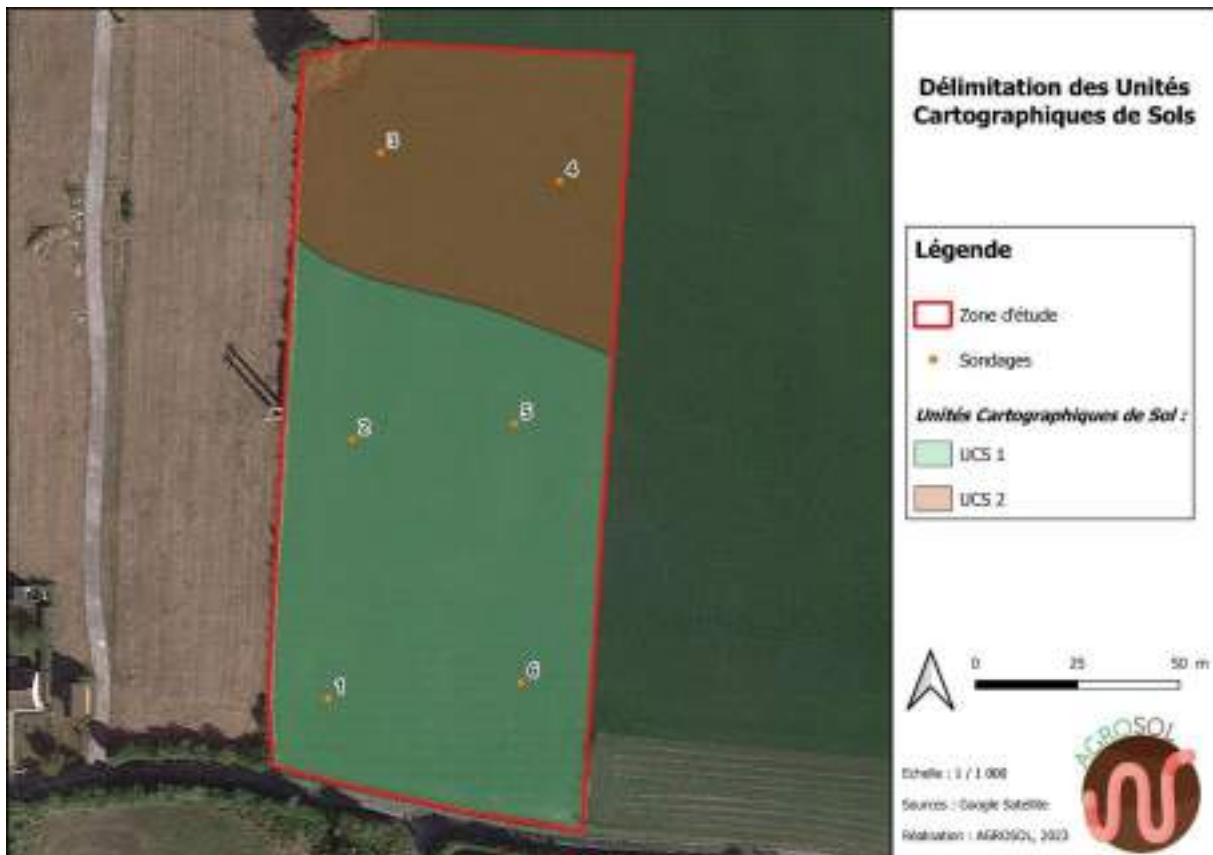 Délimitation des Unités
Cartographiques de Sols
3
4
Légende
Zone d'étude
Sondages
Unités Cartographiques de Sol :
UCS 1
UCS 2
2
5
1
6
0 25 50 m
AGROSOL
Echelle : 1 / 1 000
Sources : Google Satellite
Réalisation : AGROSOL, 2023